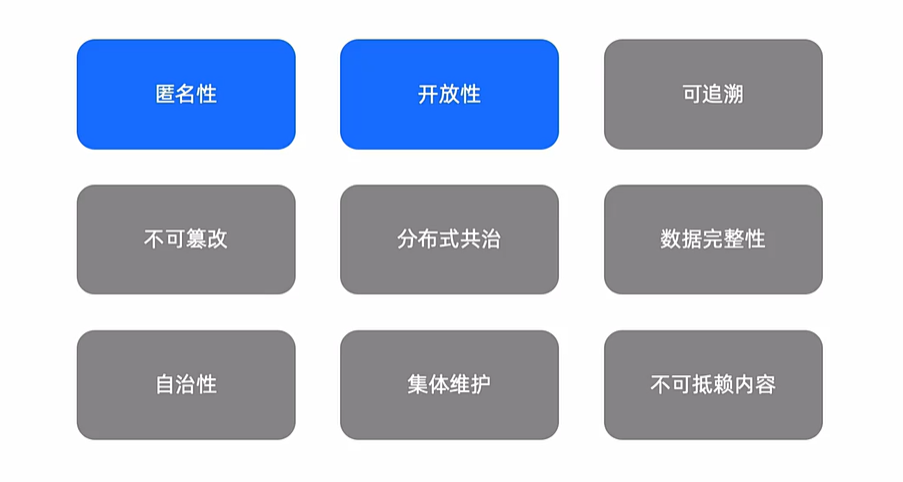 匿名性
开放性
可追溯
不可篡改
分布式共治
数据完整性
自治性
集体维护
不可抵赖内容